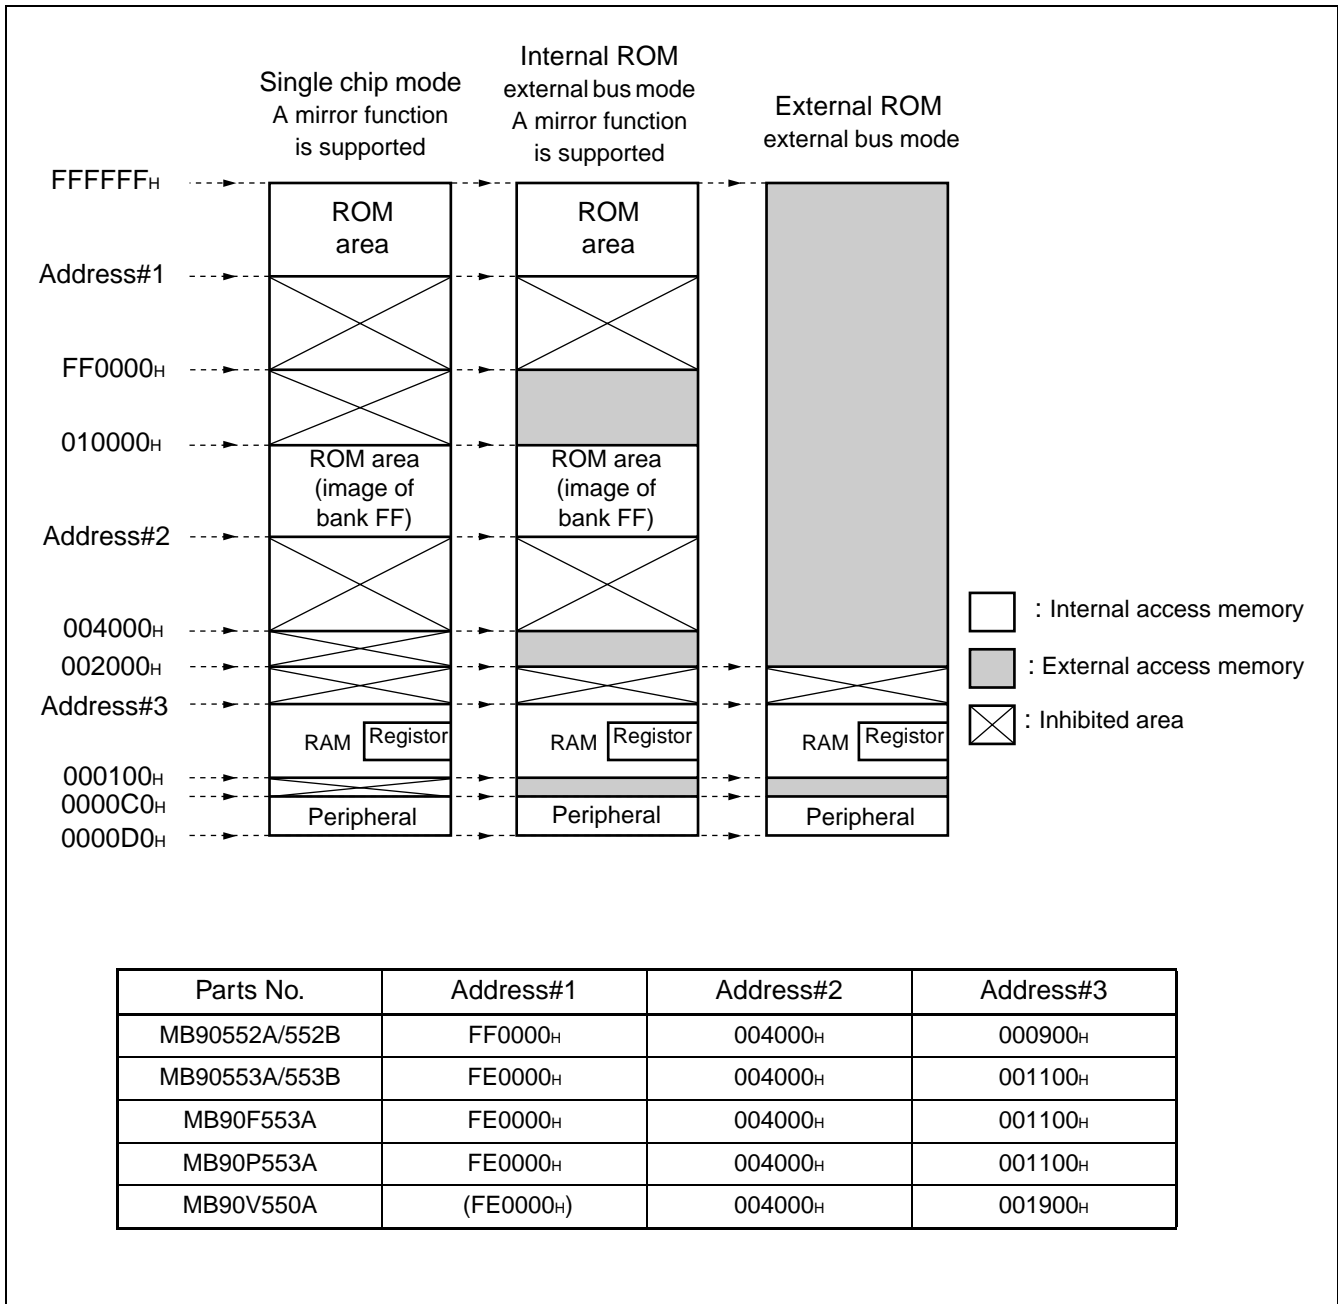 Single chip mode
A mirror function
is supported
Internal ROM
external bus mode
A mirror function
is supported
External ROM
external bus mode
FFFFFFH
Address#1
FF0000H
010000H
Address#2
004000H
002000H
Address#3
000100H
0000C0H
0000D0H
ROM
area
ROM area
(image of
bank FF)
RAM
Registor
Peripheral
ROM
area
ROM area
(image of
bank FF)
RAM
Registor
Peripheral
RAM
Registor
Peripheral
: Internal access memory
: External access memory
: Inhibited area
Parts No. Address#1 Address#2 Address#3
MB90552A/552B FF0000H 004000H 000900H
MB90553A/553B FE0000H 004000H 001100H
MB90F553A FE0000H 004000H 001100H
MB90P553A FE0000H 004000H 001100H
MB90V550A (FE0000H) 004000H 001900H